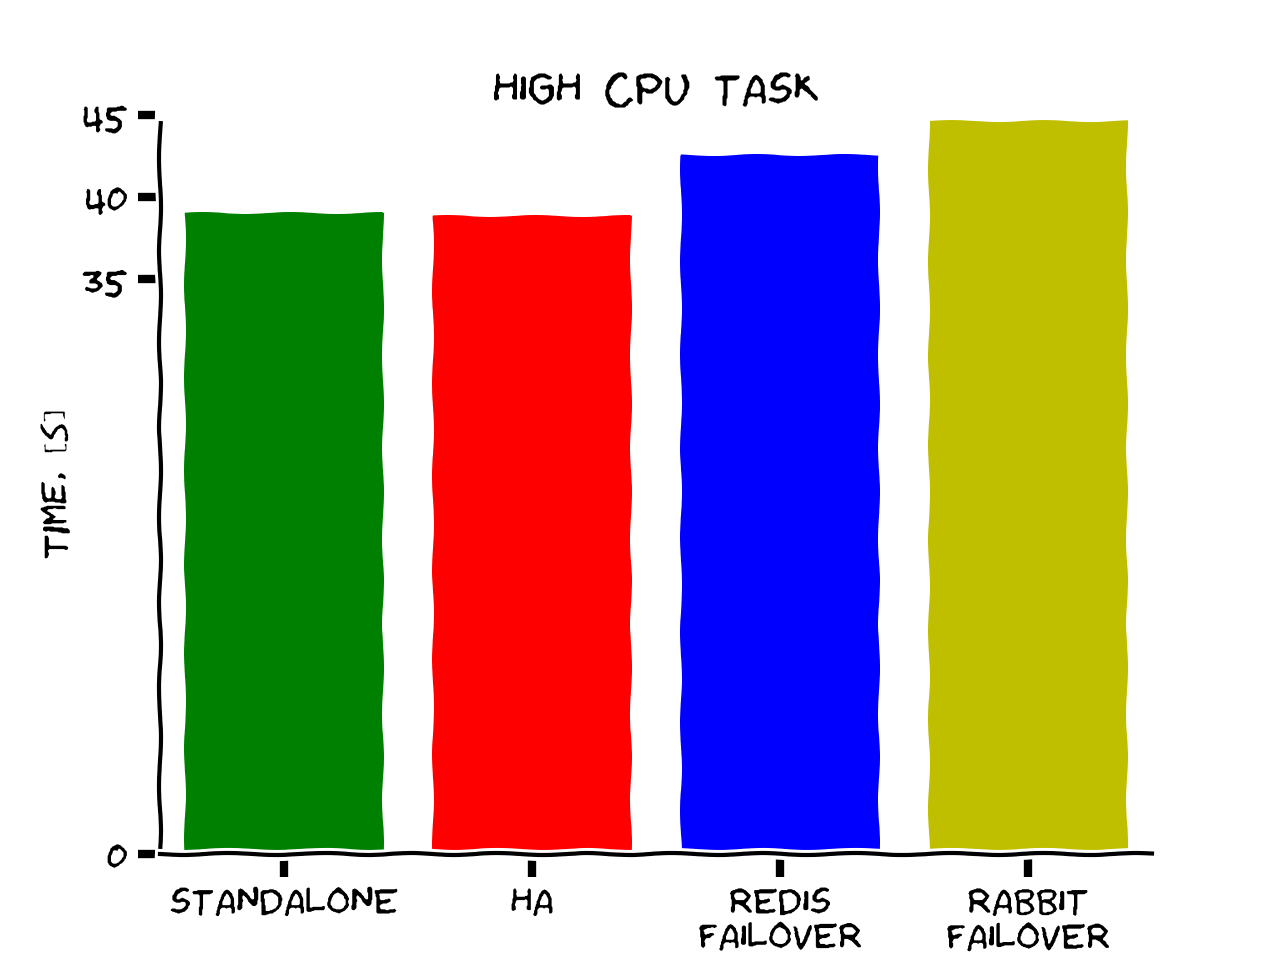 HIGH CPU TASK
45
40
35
0
TIME, [S]
STANDALONE
HA
REDIS
FAILOVER
RABBIT
FAILOVER